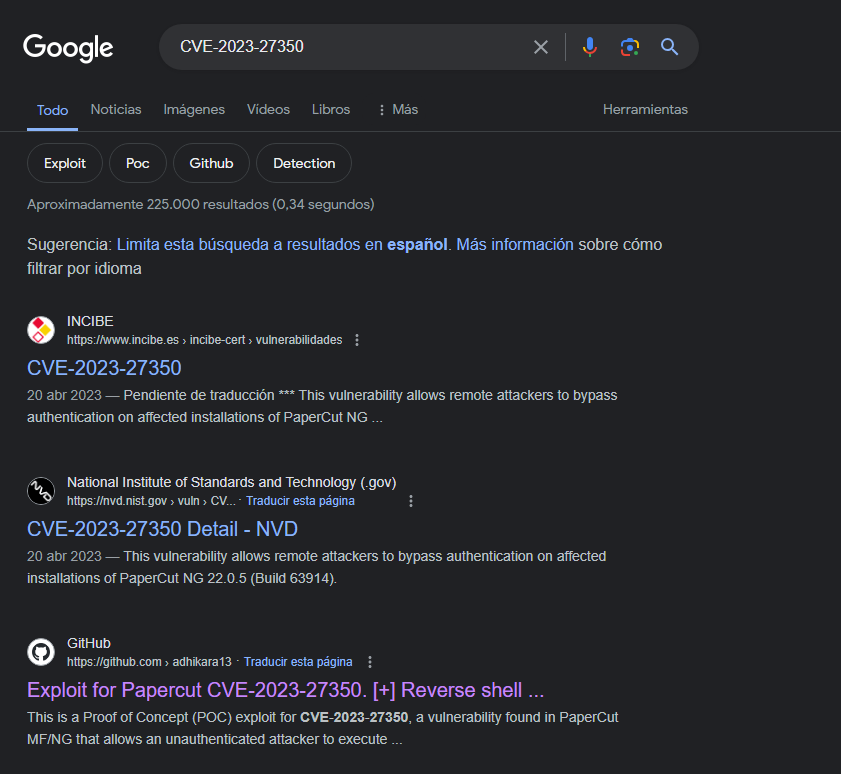 Google
CVE-2023-27350
Todo Noticias Imágenes Vídeos Libros Más Herramientas
Exploit Poc Github Detection
Aproximadamente 225.000 resultados (0,34 segundos)
Sugerencia: Limita esta búsqueda a resultados en español. Más información sobre cómo
filtrar por idioma
INCIBE
https://www.incibe.es › incibe-cert › vulnerabilidades
CVE-2023-27350
20 abr 2023 — Pendiente de traducción *** This vulnerability allows remote attackers to bypass
authentication on affected installations of PaperCut NG ...
National Institute of Standards and Technology (.gov)
https://nvd.nist.gov › vuln › CV... · Traducir esta página
CVE-2023-27350 Detail - NVD
20 abr 2023 — This vulnerability allows remote attackers to bypass authentication on affected
installations of PaperCut NG 22.0.5 (Build 63914).
GitHub
https://github.com › adhikara13 · Traducir esta página
Exploit for Papercut CVE-2023-27350. [+] Reverse shell ...
This is a Proof of Concept (POC) exploit for CVE-2023-27350, a vulnerability found in PaperCut
MF/NG that allows an unauthenticated attacker to execute ...